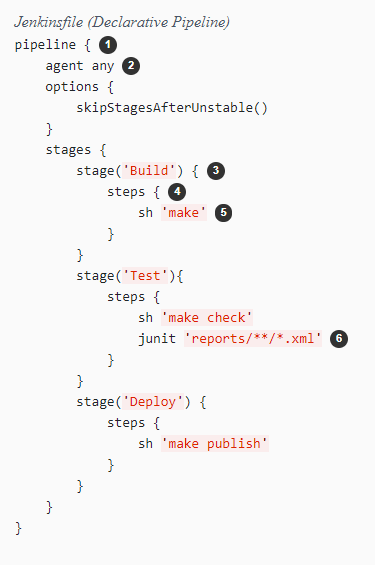 Jenkinsfile (Declarative Pipeline)
pipeline { 1
    agent any 2
    options {
        skipStagesAfterUnstable()
    }
    stages {
        stage('Build') { 3
            steps { 4
                sh 'make' 5
            }
        }
        stage('Test'){
            steps {
                sh 'make check'
                junit 'reports/**/*.xml' 6
            }
        }
        stage('Deploy') {
            steps {
                sh 'make publish'
            }
        }
    }
}